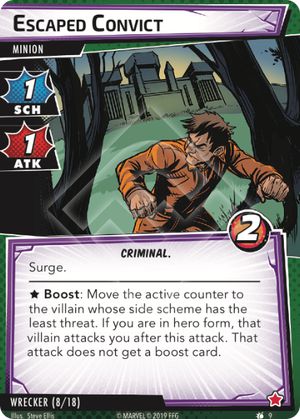 Escaped Convict
MINION
1
SCH
1
ATK
2
CRIMINAL.
Surge.
★ Boost: Move the active counter to
the villain whose side scheme has the
least threat. If you are in hero form, that
villain attacks you after this attack. That
attack does not get a boost card.
WRECKER (8/18)
Illus. Steve Ellis
© MARVEL © 2019 FFG
9